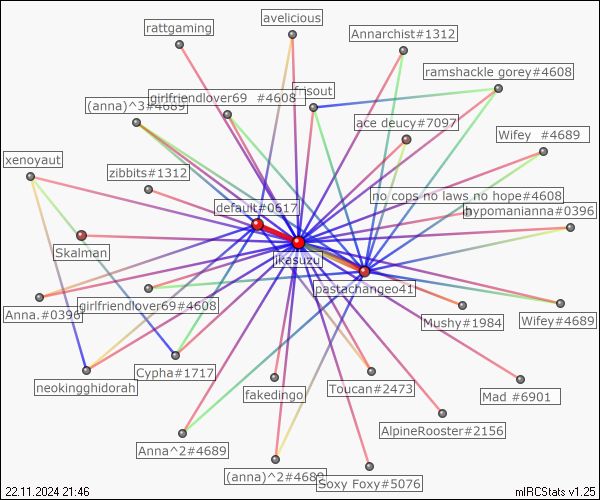 avelicious
rattgaming
Annarchist#1312
ramshackle gorey#4608
frisout
girlfriendlover69 #4608
(anna)^3#4689
ace deucy#7097
Wifey #4689
xenoyaut
zibbits#1312
no cops no laws no hope#4608
default#0617
hypomanianna#0396
Skalman
ikasuzu
pastachangeo41
girlfriendlover69#4608
Anna.#0396
Mushy#1984
Wifey#4689
Cypha#1717
neokingghidorah
fakedingo
Toucan#2473
Mad #6901
AlpineRooster#2156
Anna^2#4689
(anna)^2#4689
Soxy Foxy#5076
22.11.2024 21:46
mIRCStats v1.25